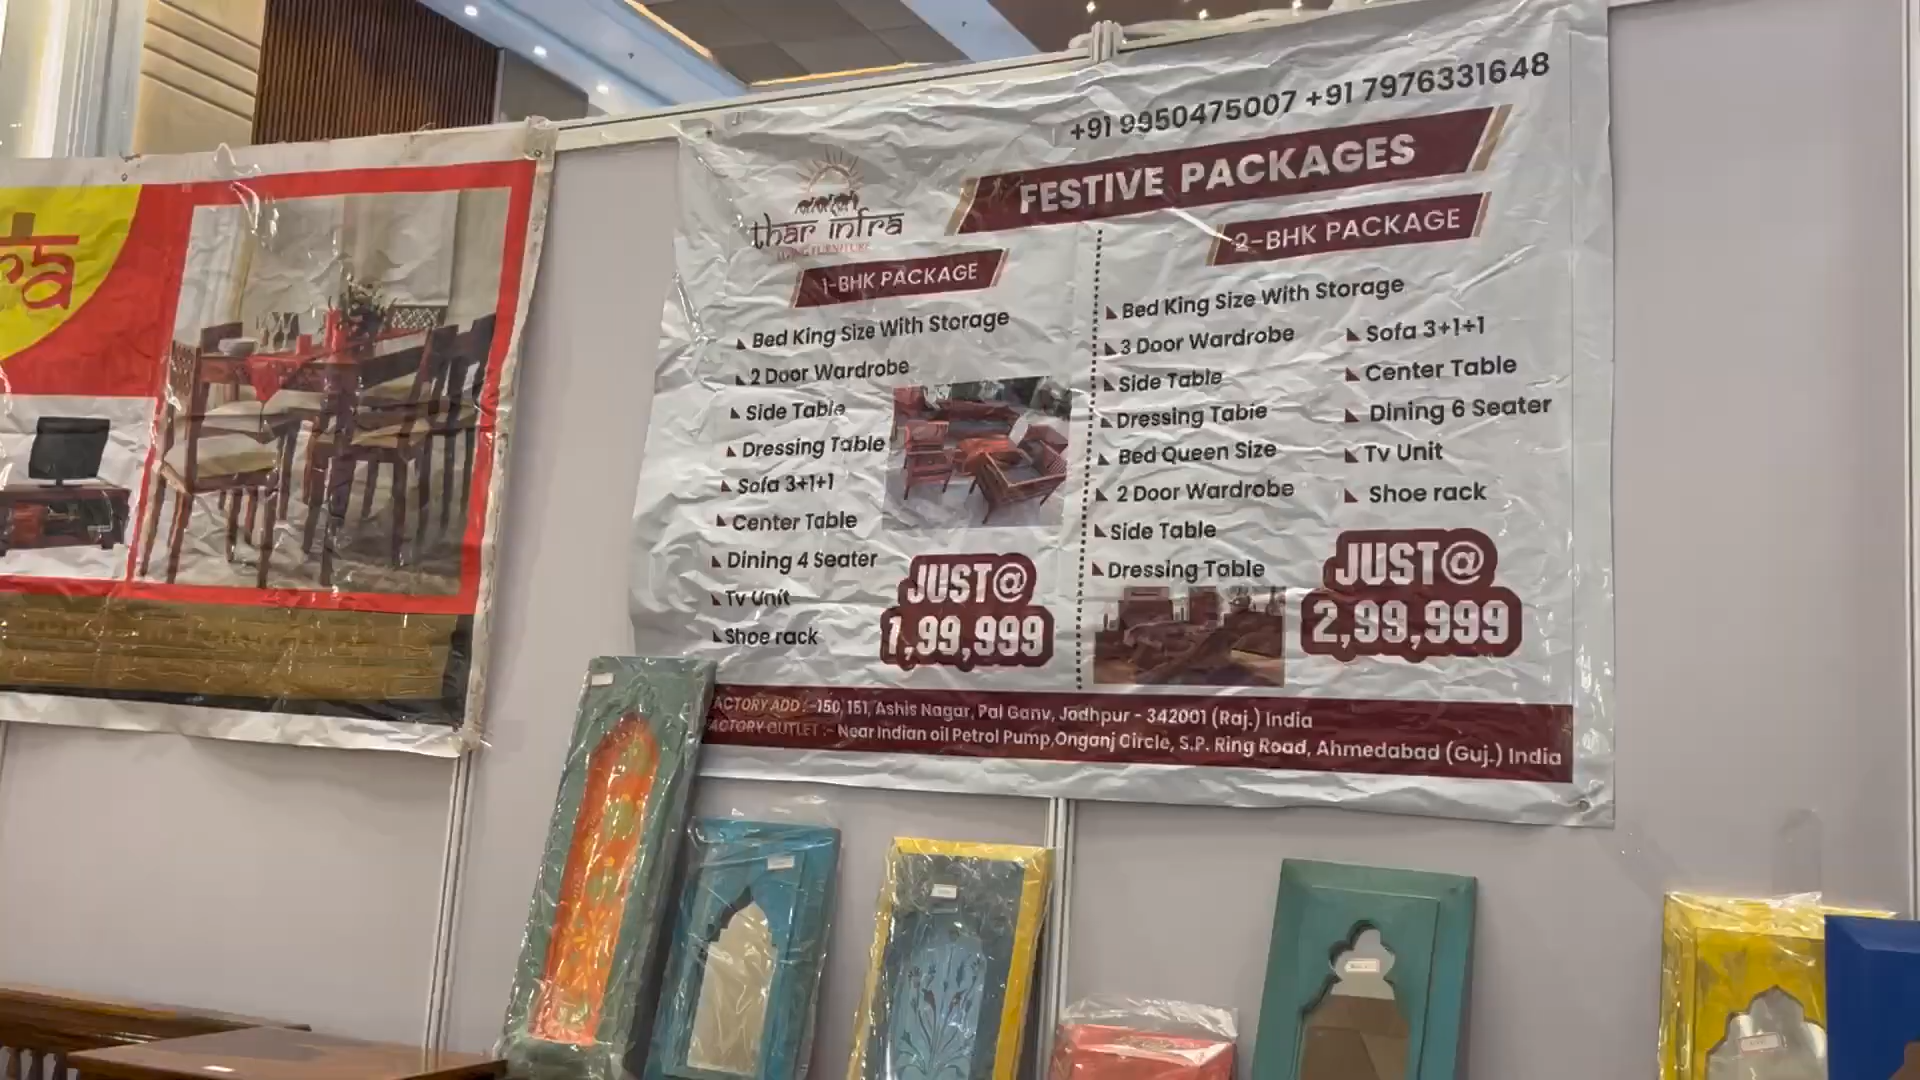 ra
+91 9950475007 +91 7976331648
FESTIVE PACKAGES
thar infra
LIVING FURNITURE
1-BHK PACKAGE
Bed King Size With Storage
2 Door Wardrobe
Side Table
Dressing Table
Sofa 3+1+1
Center Table
Dining 4 Seater
Tv Unit
Shoe rack
JUST@
1,99,999
2-BHK PACKAGE
Bed King Size With Storage
3 Door Wardrobe
Side Table
Dressing Table
Bed Queen Size
2 Door Wardrobe
Side Table
Dressing Table
Sofa 3+1+1
Center Table
Dining 6 Seater
Tv Unit
Shoe rack
JUST@
2,99,999
ACTORY ADD :-150, 151, Ashis Nagar, Pal Ganv, Jodhpur - 342001 (Raj.) India
FACTORY OUTLET :- Near Indian oil Petrol Pump,Onganj Circle, S.P. Ring Road, Ahmedabad (Guj.) India